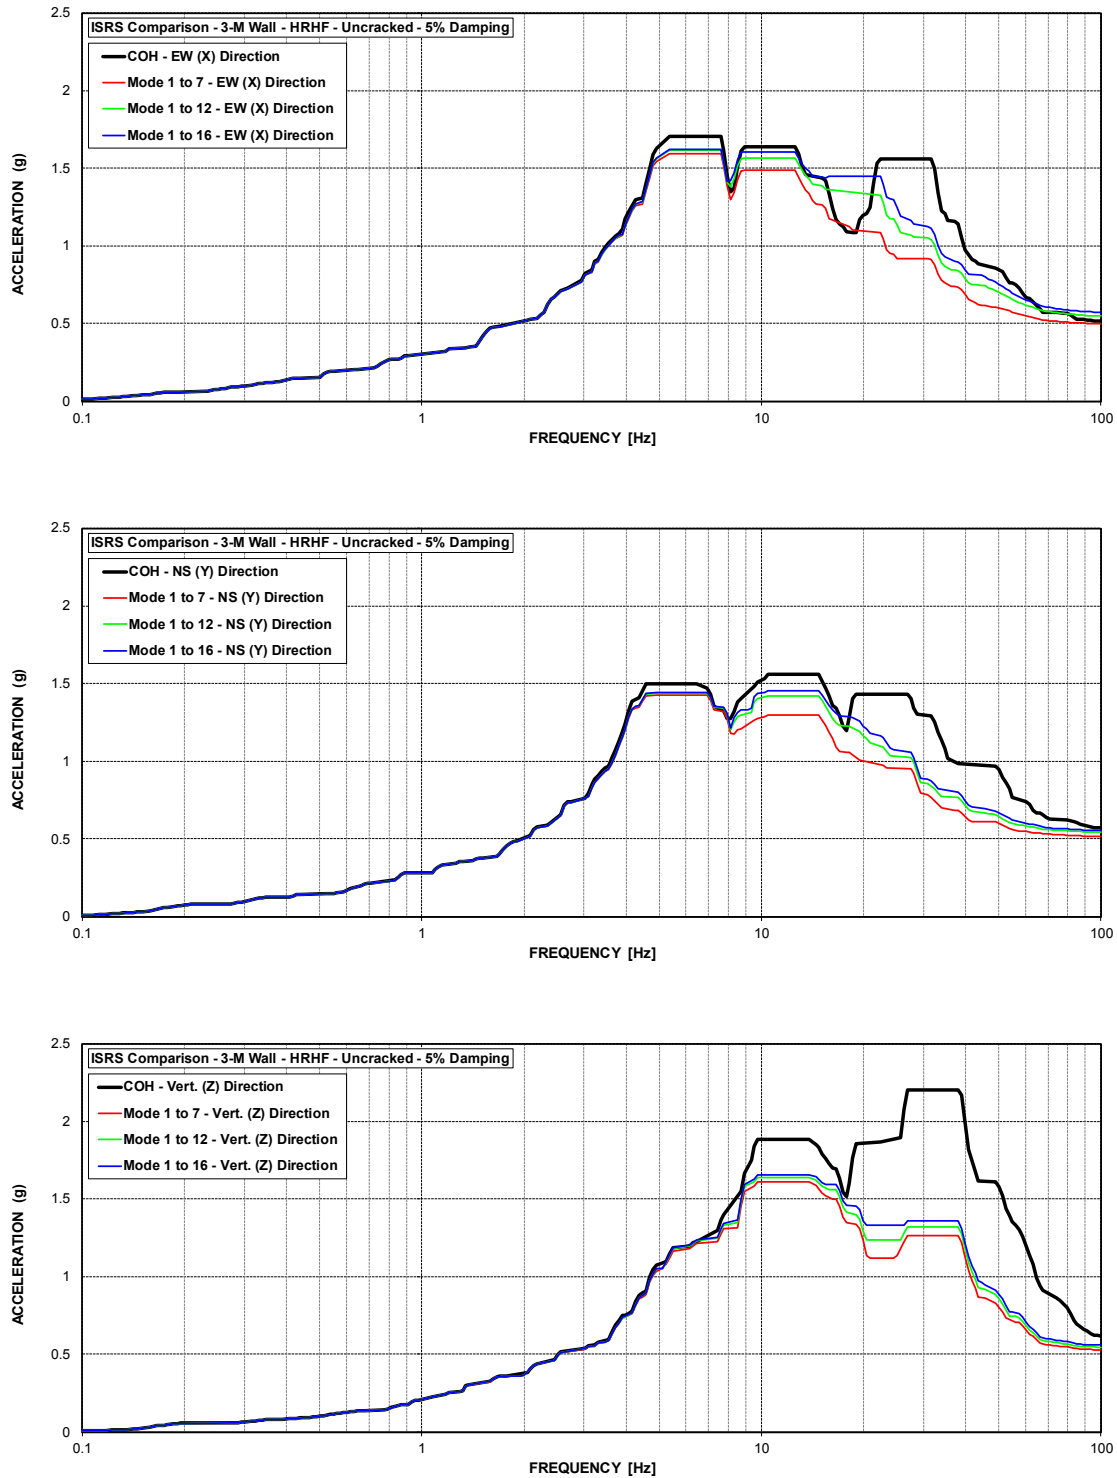 2.5
ISRS Comparison - 3-M Wall - HRHF - Uncracked - 5% Damping
COH - EW (X) Direction
Mode 1 to 7 - EW (X) Direction
Mode 1 to 12 - EW (X) Direction
Mode 1 to 16 - EW (X) Direction
2
1.5
1
0.5
0
ACCELERATION (g)
0.1
1
10
100
FREQUENCY [Hz]
2.5
ISRS Comparison - 3-M Wall - HRHF - Uncracked - 5% Damping
COH - NS (Y) Direction
Mode 1 to 7 - NS (Y) Direction
Mode 1 to 12 - NS (Y) Direction
Mode 1 to 16 - NS (Y) Direction
2
1.5
1
0.5
0
ACCELERATION (g)
0.1
1
10
100
FREQUENCY [Hz]
2.5
ISRS Comparison - 3-M Wall - HRHF - Uncracked - 5% Damping
COH - Vert. (Z) Direction
Mode 1 to 7 - Vert. (Z) Direction
Mode 1 to 12 - Vert. (Z) Direction
Mode 1 to 16 - Vert. (Z) Direction
2
1.5
1
0.5
0
ACCELERATION (g)
0.1
1
10
100
FREQUENCY [Hz]